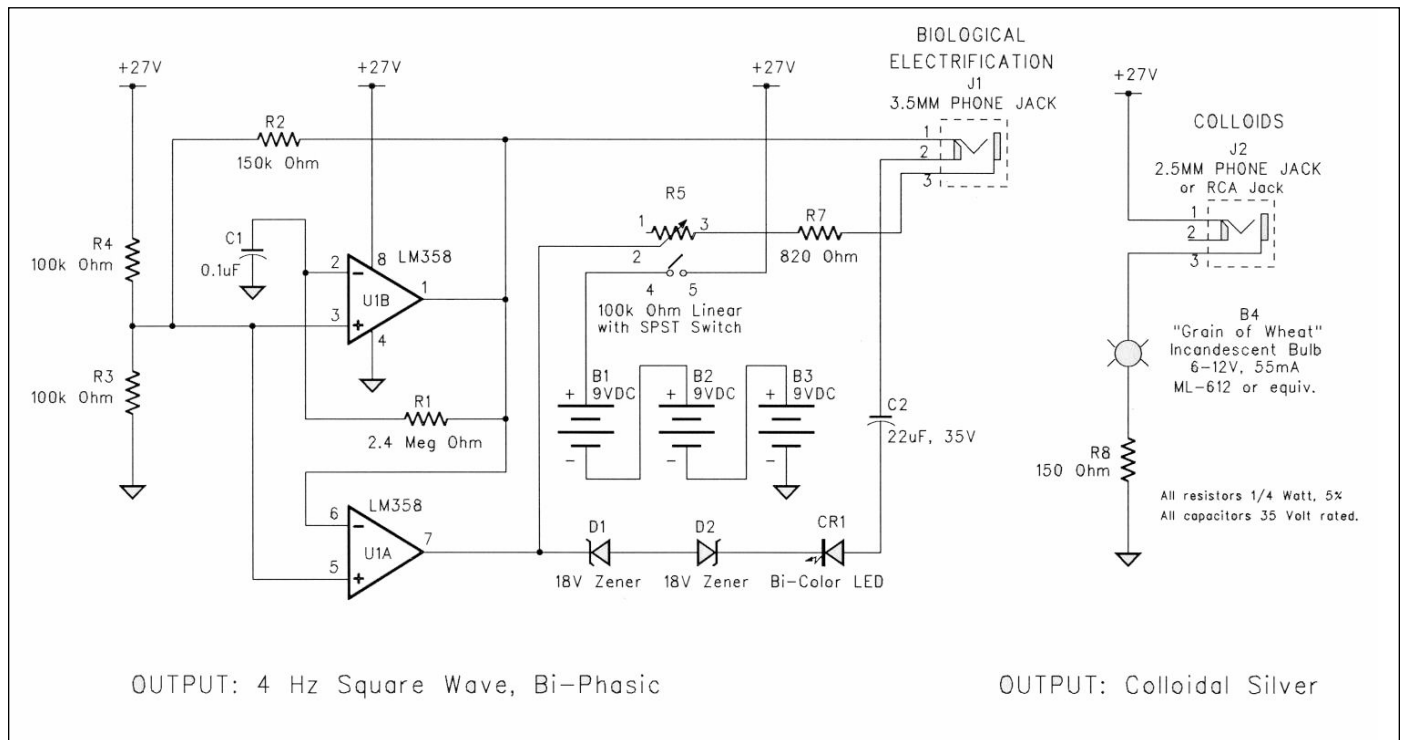 BIOLOGICAL
ELECTRIFICATION
J1
3.5MM PHONE JACK
1
2
3
+27V
+27V
+27V
+27V
COLLOIDS
J2
2.5MM PHONE JACK
or RCA Jack
1
2
3
R2
150k Ohm
R4
100k Ohm
C1
0.1uF
2
3
8
4
1
LM358
U1B
R5
1
3
2
4
5
100k Ohm Linear
with SPST Switch
R7
820 Ohm
R3
100k Ohm
R1
2.4 Meg Ohm
B1
+ 9VDC
-
B2
+ 9VDC
-
B3
+ 9VDC
-
C2
22uF, 35V
B4
"Grain of Wheat"
Incandescent Bulb
6-12V, 55mA
ML-612 or equiv.
R8
150 Ohm
All resistors 1/4 Watt, 5%
All capacitors 35 Volt rated.
LM358
6
5
7
U1A
D1
18V Zener
D2
18V Zener
CR1
Bi-Color LED
OUTPUT: 4 Hz Square Wave, Bi-Phasic
OUTPUT: Colloidal Silver